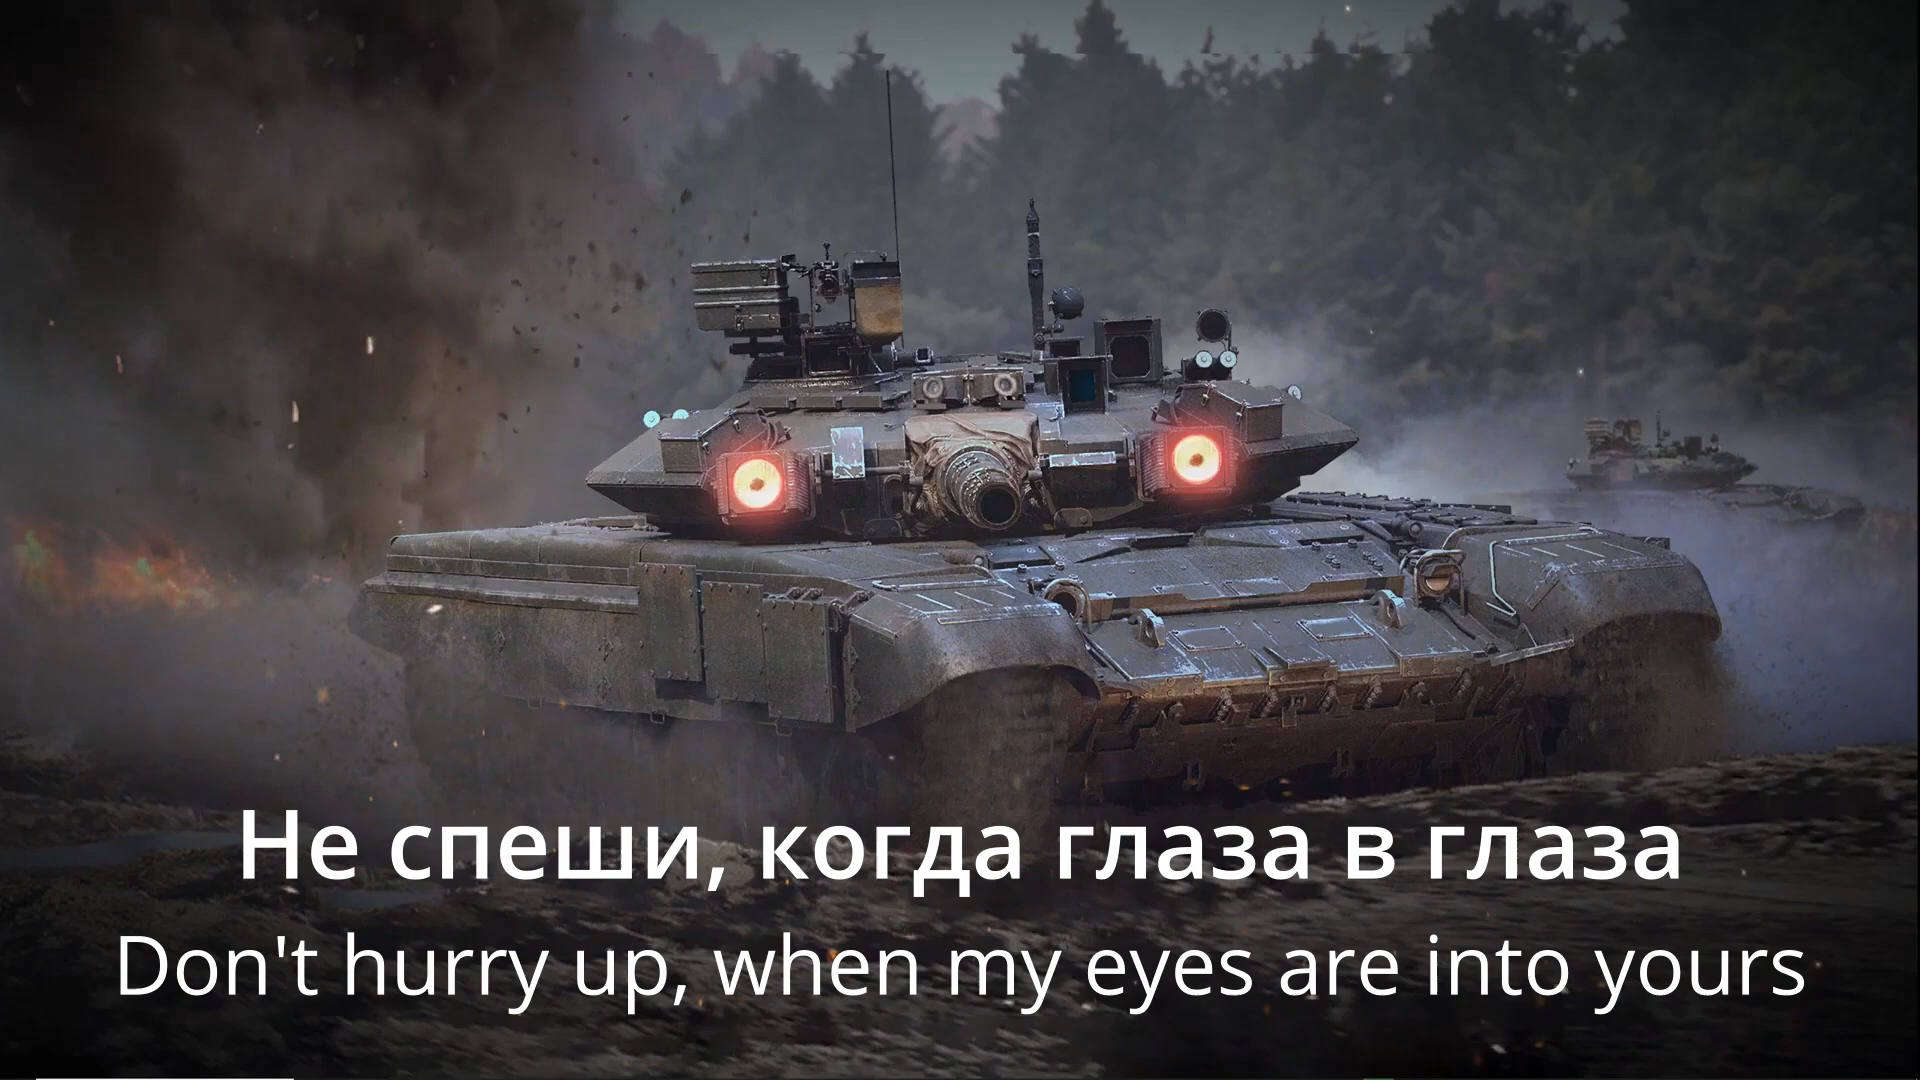 Не спеши, когда глаза в глаза
Don't hurry up, when my eyes are into yours